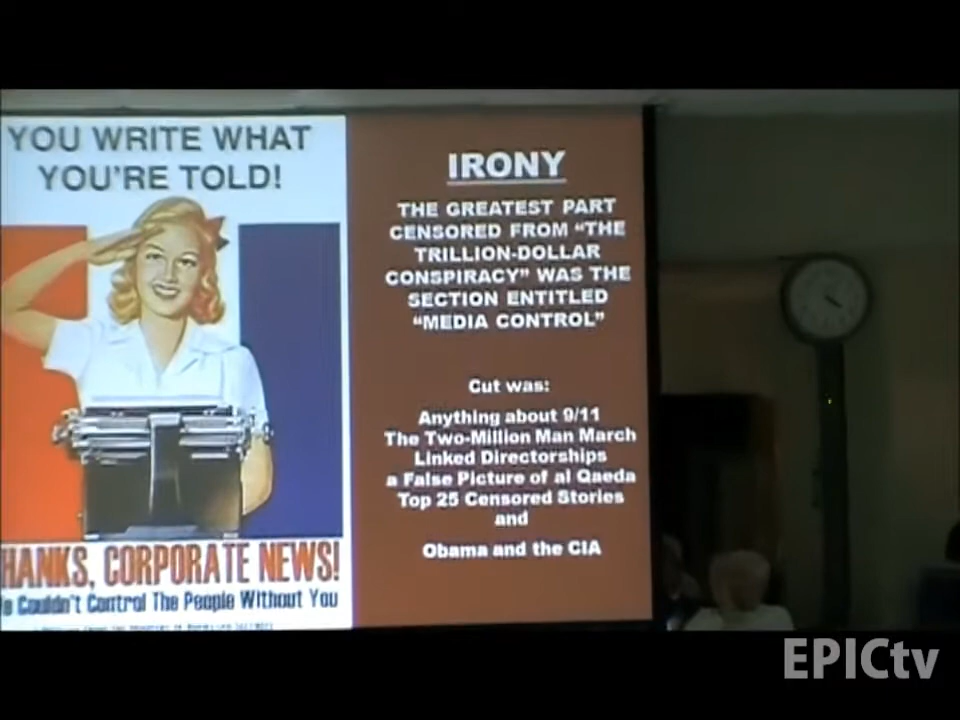 YOU WRITE WHAT
YOU'RE TOLD!
HANKS, CORPORATE NEWS!
Couldn't Control The People Without You
IRONY
THE GREATEST PART
CENSORED FROM "THE
TRILLION-DOLLAR
CONSPIRACY" WAS THE
SECTION ENTITLED
"MEDIA CONTROL"
Cut was:
Anything about 9/11
The Two-Million Man March
Linked Directorships
a False Picture of al Qaeda
Top 25 Censored Stories
and
Obama and the CIA
EPICtv